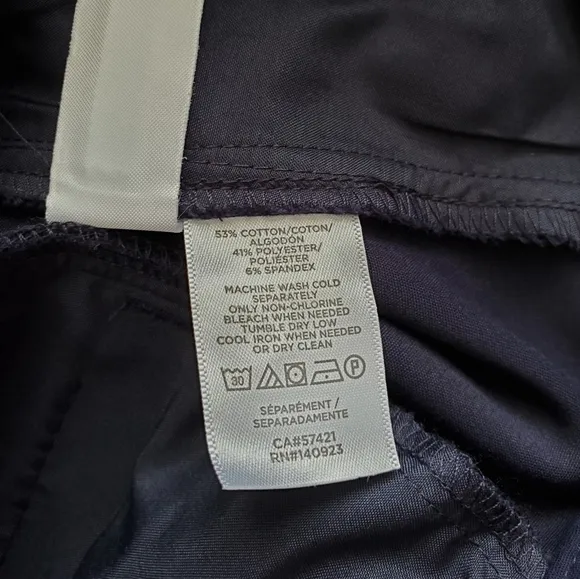 53% COTTON/COTON/
ALGODÓN
41% POLYESTER/
POLIÉSTER
6% SPANDEX
MACHINE WASH COLD
SEPARATELY
ONLY NON-CHLORINE
BLEACH WHEN NEEDED
TUMBLE DRY LOW
COOL IRON WHEN NEEDED
OR DRY CLEAN
30 P
SÉPARÉMENT/
SEPARADAMENTE
CA#57421
RN#140923